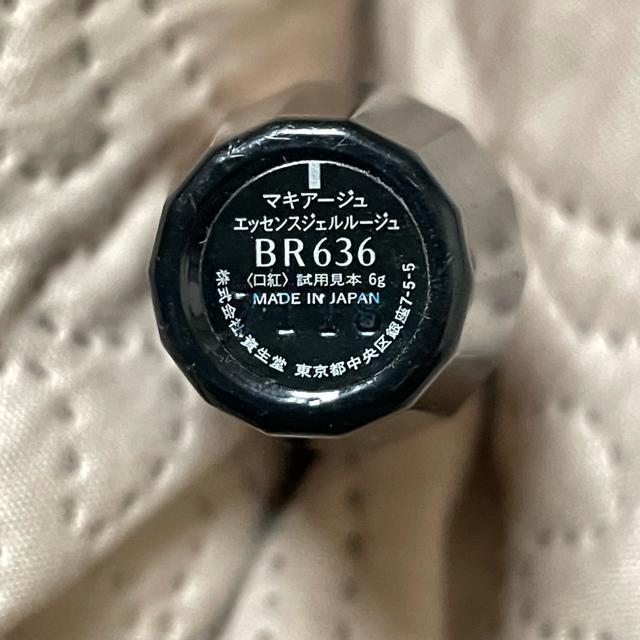 マキアージュ
エッセンスジェルルージュ
BR636
〈口紅〉試用見本 6g
MADE IN JAPAN
株式会社 資生堂 東京都中央区銀座7-5-5